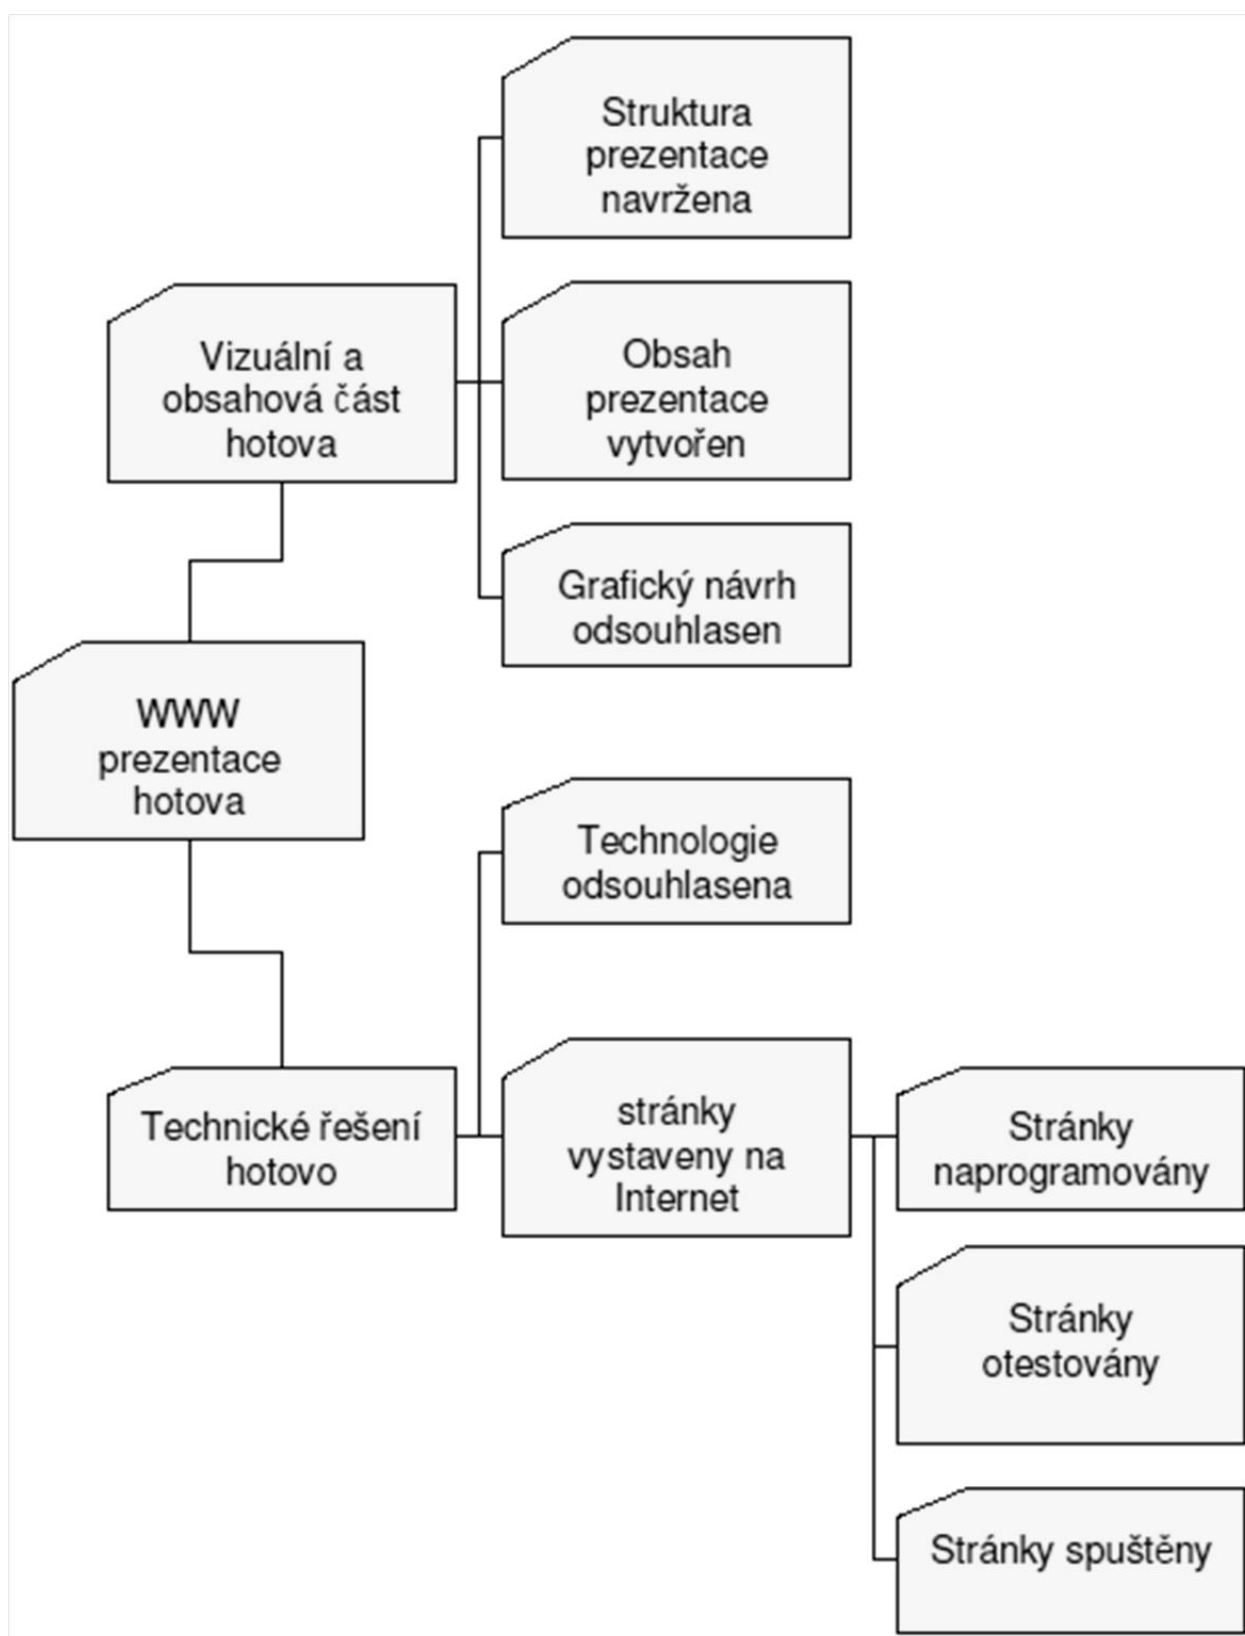 Struktura
prezentace
navržena
Vizuální a
obsahová část
hotova
Obsah
prezentace
vytvořen
Grafický návrh
odsouhlasen
WWW
prezentace
hotova
Technologie
odsouhlasena
Technické řešení
hotovo
stránky
vystaveny na
Internet
Stránky
naprogramovány
Stránky
otestovány
Stránky spuštěny